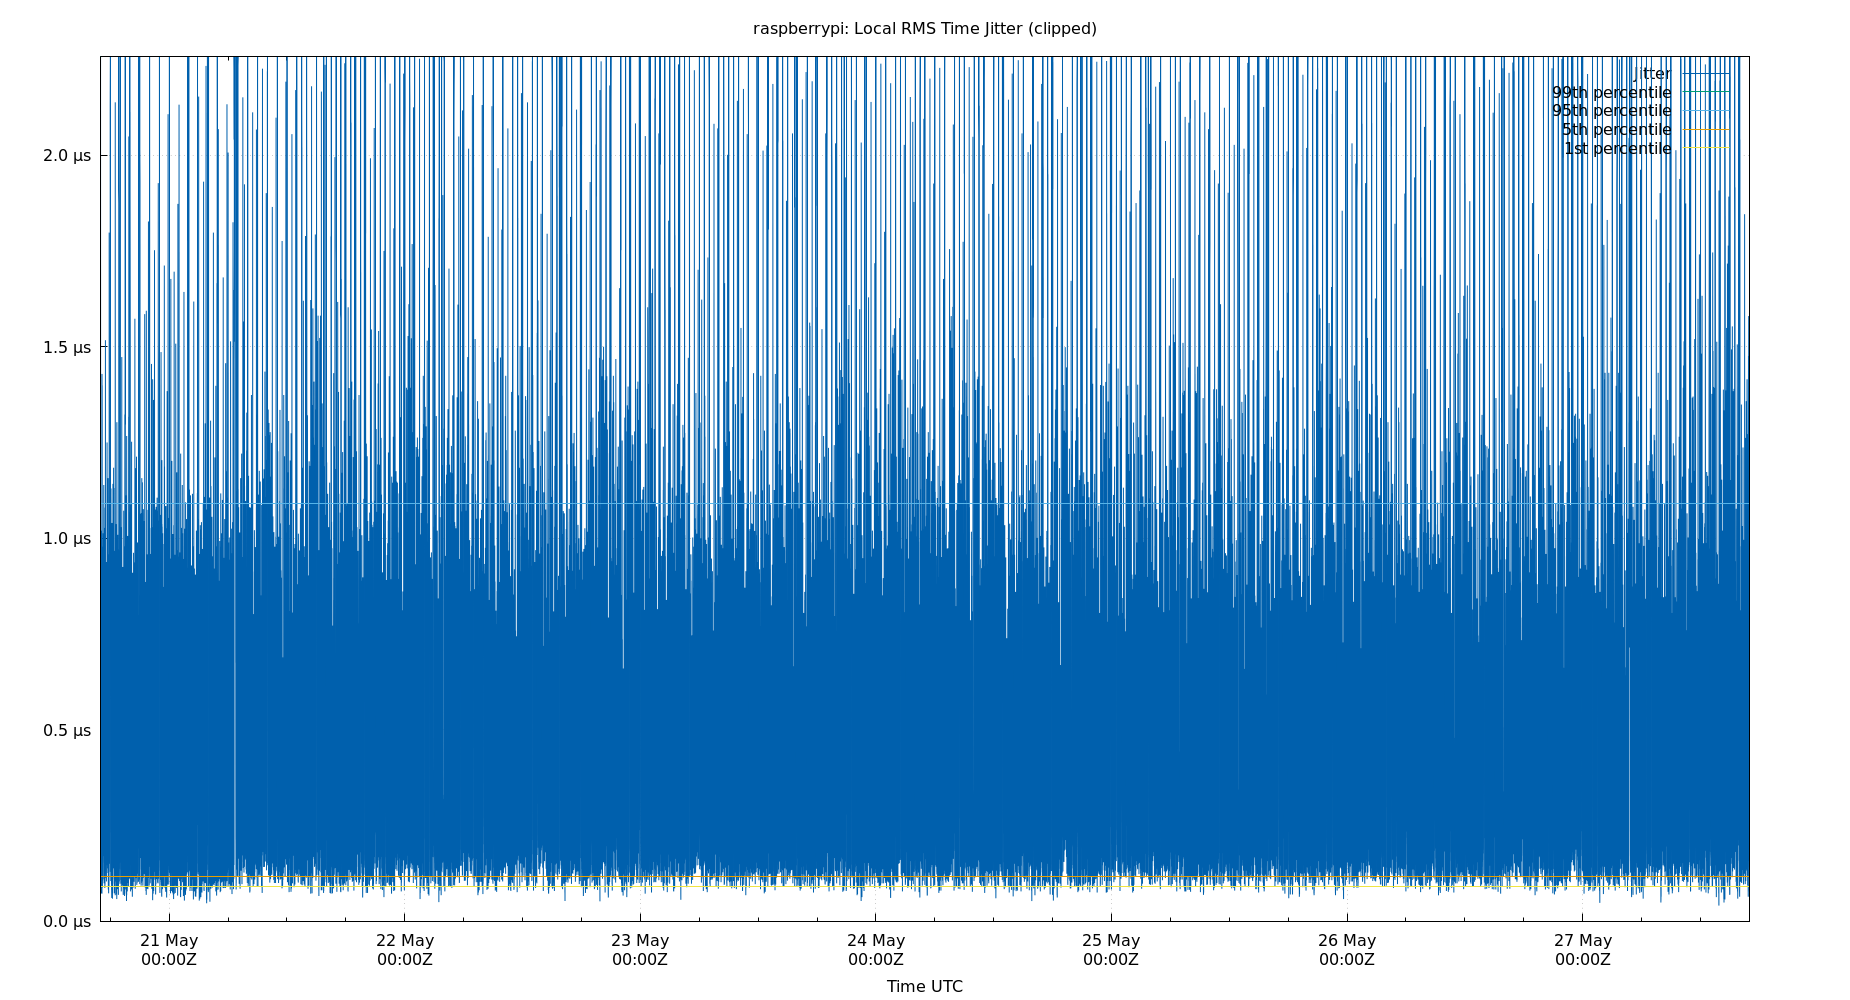 raspberrypi: Local RMS Time Jitter (clipped)
jitter
99th percentile
95th percentile
5th percentile
1st percentile
2.0 µs
1.5 µs
1.0 µs
0.5 µs
0.0 µs
21 May 22 May 23 May 24 May 25 May 26 May 27 May
00:00Z 00:00Z 00:00Z 00:00Z 00:00Z 00:00Z 00:00Z
Time UTC